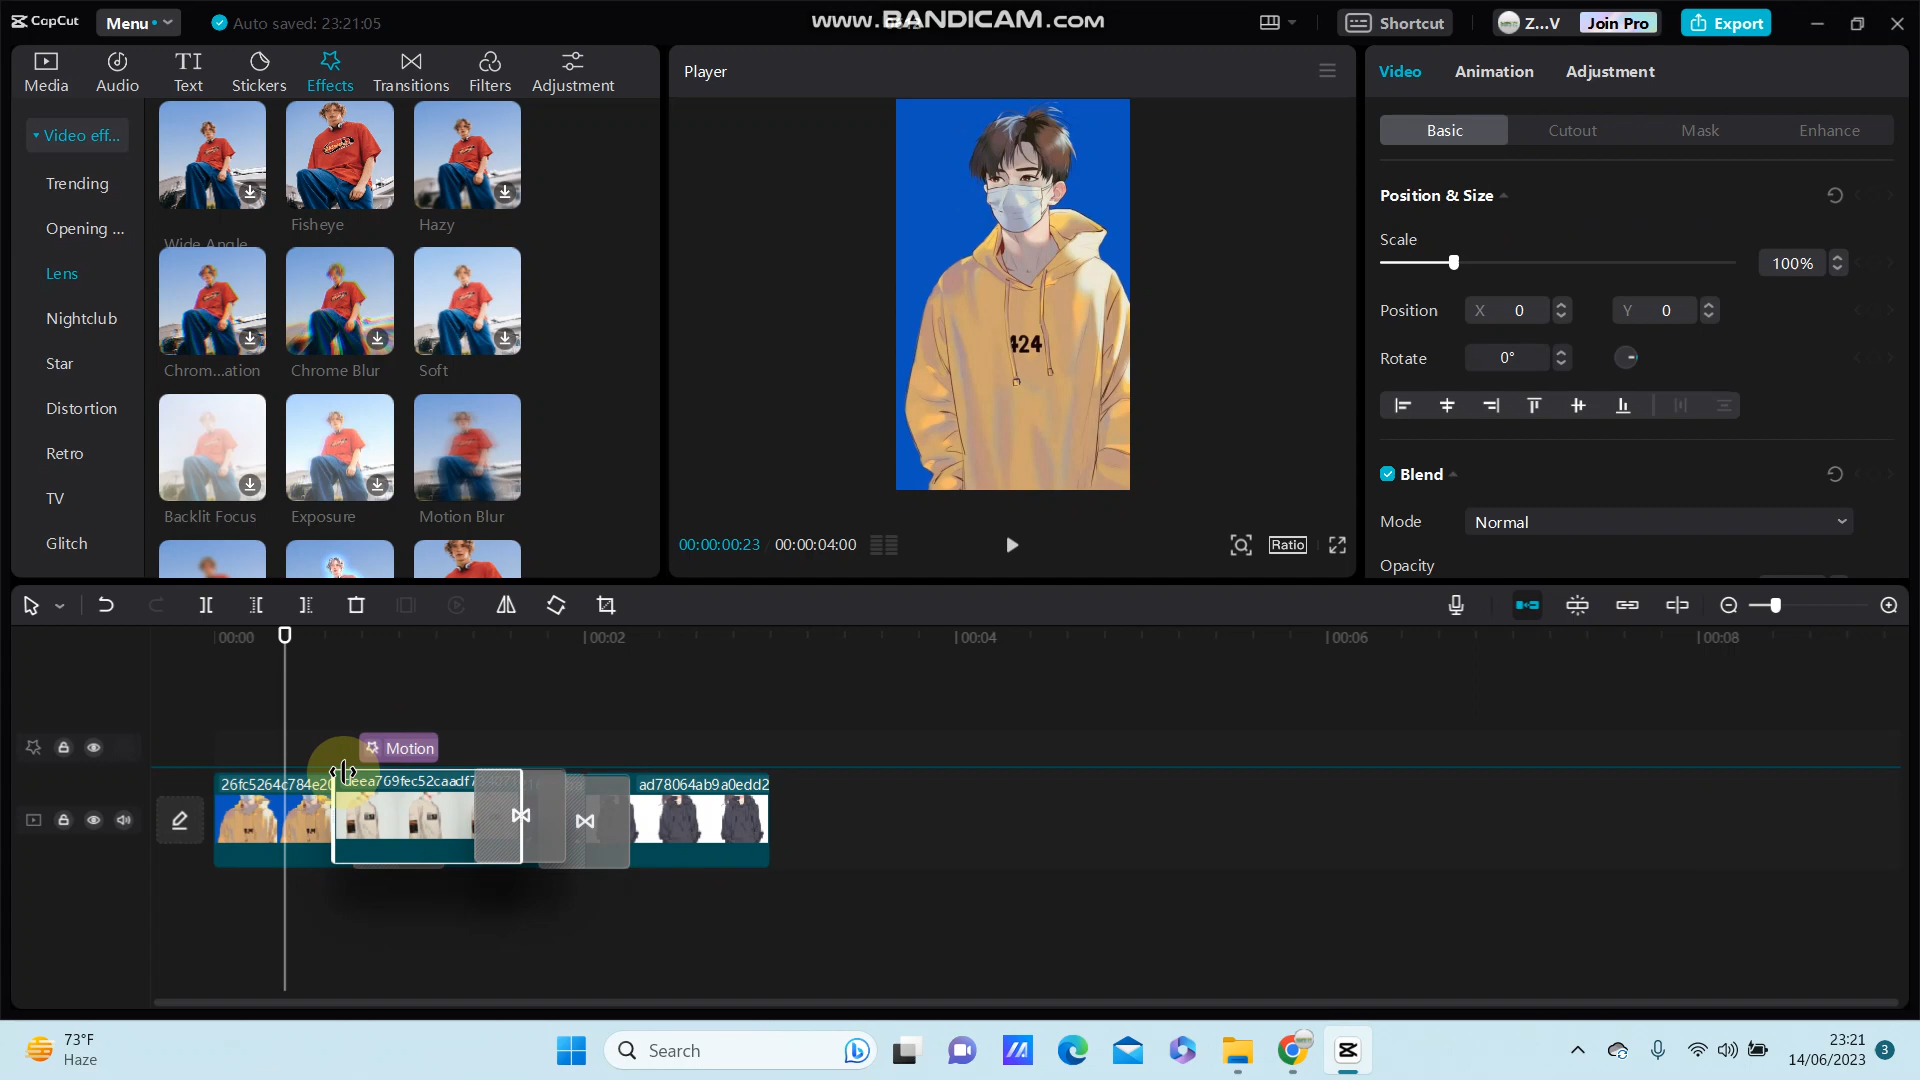 CapCut
Menu
Auto saved: 23:21:05
www.BANDICAM.com
Shortcut
Z...V
Join Pro
Export
Media
Audio
Text
Stickers
Effects
Transitions
Filters
Adjustment
Player
Video
Animation
Adjustment
Video eff...
Trending
Opening ...
Lens
Nightclub
Star
Distortion
Retro
TV
Glitch
Wide Angle
Fisheye
Hazy
Chrom...ation
Chrome Blur
Soft
Backlit Focus
Exposure
Motion Blur
424
00:00:00:23
00:00:04:00
Ratio
Basic
Cutout
Mask
Enhance
Position & Size
Scale
100%
Position
X 0
Y 0
Rotate
0°
Blend
Mode
Normal
Opacity
00:00
00:02
00:04
00:06
00:08
Motion
26fc5264c784e20
deea769fec52caadf7
ad78064ab9a0edd2
73°F
Haze
Search
23:21
14/06/2023
3